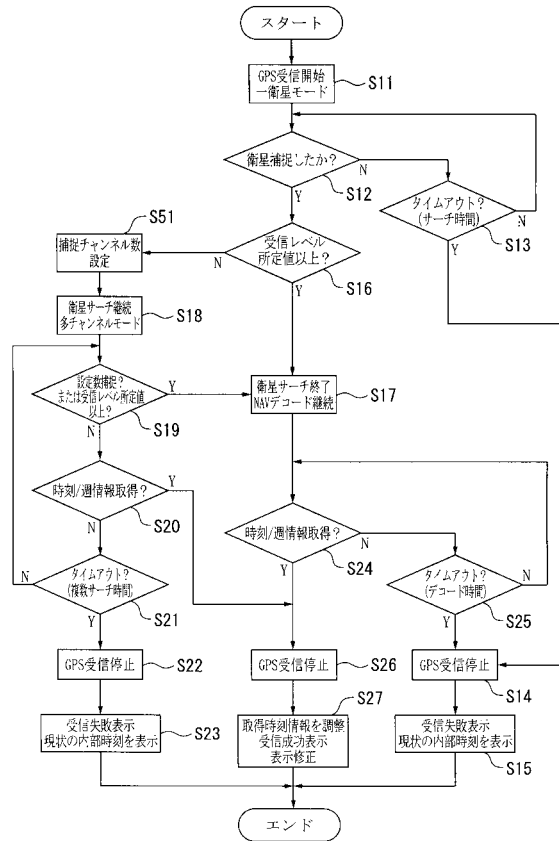 スタート
GPS受信開始
一衛星モード
S11
衛星補捉したか？
N
Y
S12
タイムアウト？
(サーチ時間)
N
Y
S13
S51
捕捉チャンネル数
設定
受信レベル
所定値以上？
N
Y
S16
衛星サーチ継続
多チャンネルモード
S18
設定数捕捉？
または受信レベル所定値
以上？
Y
N
S19
衛星サーチ終了
NAVデコード継続
S17
時刻/週情報取得？
Y
N
S20
時刻/週情報取得？
N
Y
S24
タイムアウト？
(複数サーチ時間)
N
Y
S21
タイムアウト？
(デコード時間)
N
Y
S25
GPS受信停止
S22
GPS受信停止
S26
GPS受信停止
S14
受信失敗表示
現状の内部時刻を表示
S23
取得時刻情報を調整
受信成功表示
表示修正
S27
受信失敗表示
現状の内部時刻を表示
S15
エンド